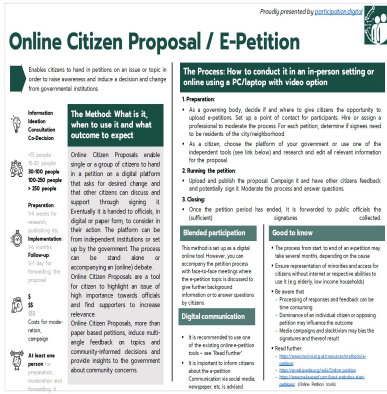 Proudly presented by participation.digital
Online Citizen Proposal / E-Petition
Enables citizens to hand in petitions on an issue or topic in
order to raise awareness and induce a decision and change
from governmental institutions.
Information
Ideation
Consultation
Co-Decision
<15 people
15-30 people
30-100 people
100-250 people
> 250 people
Preparation:
1-4 weeks for
research,
publishing etc.
Implementation:
1-6 months
Follow-up:
1 day for
forwarding, the
proposal
$
$$
$$$
Costs for mode-
ration,
campaign
At least one
person for
preparation,
moderation and
forwarding it
The Method: What is it,
when to use it and what
outcome to expect
Online Citizen Proposals enable
single or a group of citizens to hand
in a petition on a digital platform
that asks for desired change and
that other citizens can discuss and
support through signing it.
Eventually it is handed to officials, in
digital or paper form, to consider in
their action. The platform can be
from independent institutions or set
up by the government. The process
can be stand alone or
accompanying an (online) debate.
Online Citizen Proposals are a tool
for citizen to highlight an issue of
high importance towards officials
and find supporters to increase
relevance.
Online Citizen Proposals, more than
paper based petitions, induce multi-
angle feedback on topics and
community-informed decisions and
provide insights to the government
about community concerns.
The Process: How to conduct it in an in-person setting or
online using a PC/laptop with video option
1. Preparation:
• As a governing body, decide if and where to give citizens the opportunity to
upload e-petitions. Set up a point of contact for participants. Hire or assign a
professional to moderate the process. For each, determine if signees need
to be residents of the city/neighborhood.
• As a citizen, choose the platform of your government or use one of the
independent tools (see link below) and research and edit all relevant information
for the proposal
2. Running the petition:
• Upload and publish the proposal. Campaign it and have other citizens feedback
and potentially sign it. Moderate the process and answer questions.
3. Closing:
• Once the petition period has ended, it is forwarded to public officials the
(sufficient) signatures collected.
Blended participation
This method is set up as a digital
online tool. However, you can
accompany the petition process
with face-to-face meetings where
the e-petition topic is discussed to
give further background
information or to answer questions
by citizens.
Digital communication
• It is recommended to use one
of the existing online e-petition
tools – see "Read further".
• It is important to inform
citizens about the e-petition.
Communication via social media,
newspaper, etc. is advised
Good to know
• The process from start to end of an e-petition may
take several months, depending on the cause
• Ensure representation of minorities and access for
citizens without internet or respective abilities to
use it (e.g. elderly, low income households)
• Be aware that
- Processing of responses and feedback can be
time consuming
- Dominance of an individual citizen or opposing
petition may influence the outcome
- Media campaigns and clicktivism may bias the
signatures and thereof result
• Read further:
(Online Petition tools)